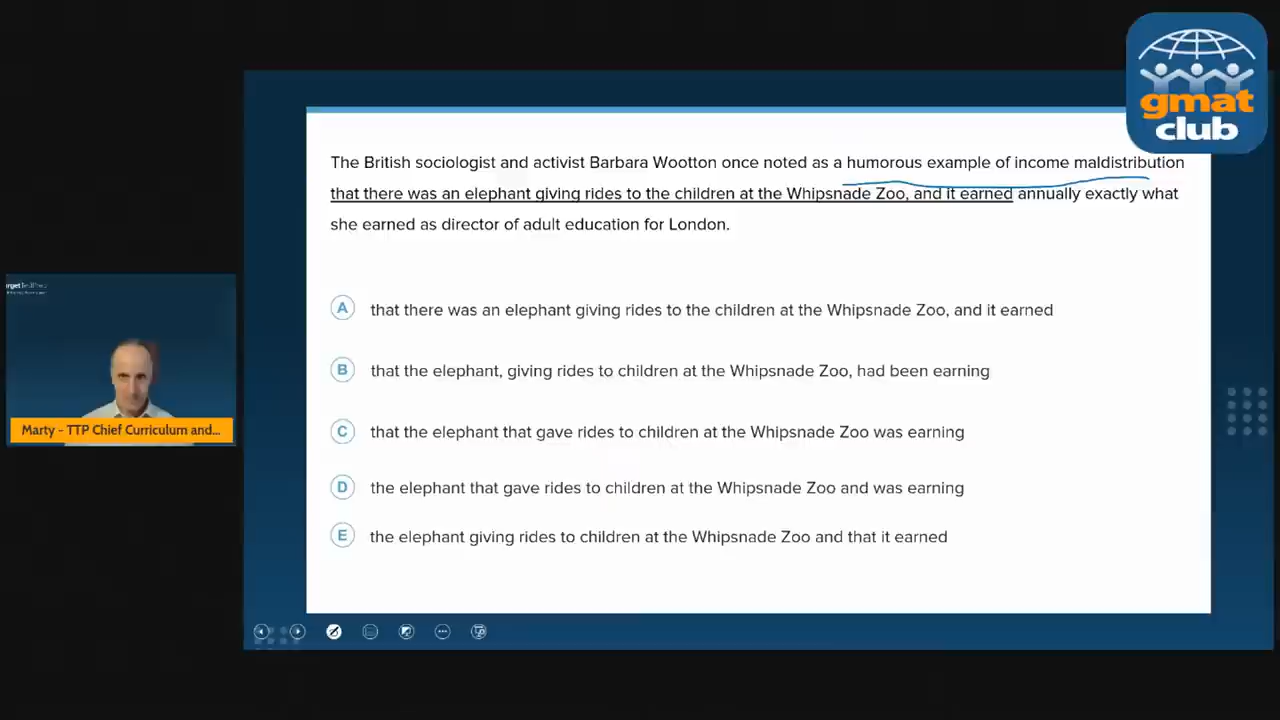 gmat
club
The British sociologist and activist Barbara Wootton once noted as a humorous example of income maldistribution
that there was an elephant giving rides to the children at the Whipsnade Zoo, and it earned annually exactly what
she earned as director of adult education for London.
A that there was an elephant giving rides to the children at the Whipsnade Zoo, and it earned
B that the elephant, giving rides to children at the Whipsnade Zoo, had been earning
C that the elephant that gave rides to children at the Whipsnade Zoo was earning
D the elephant that gave rides to children at the Whipsnade Zoo and was earning
E the elephant giving rides to children at the Whipsnade Zoo and that it earned
Marty - TTP Chief Curriculum and...